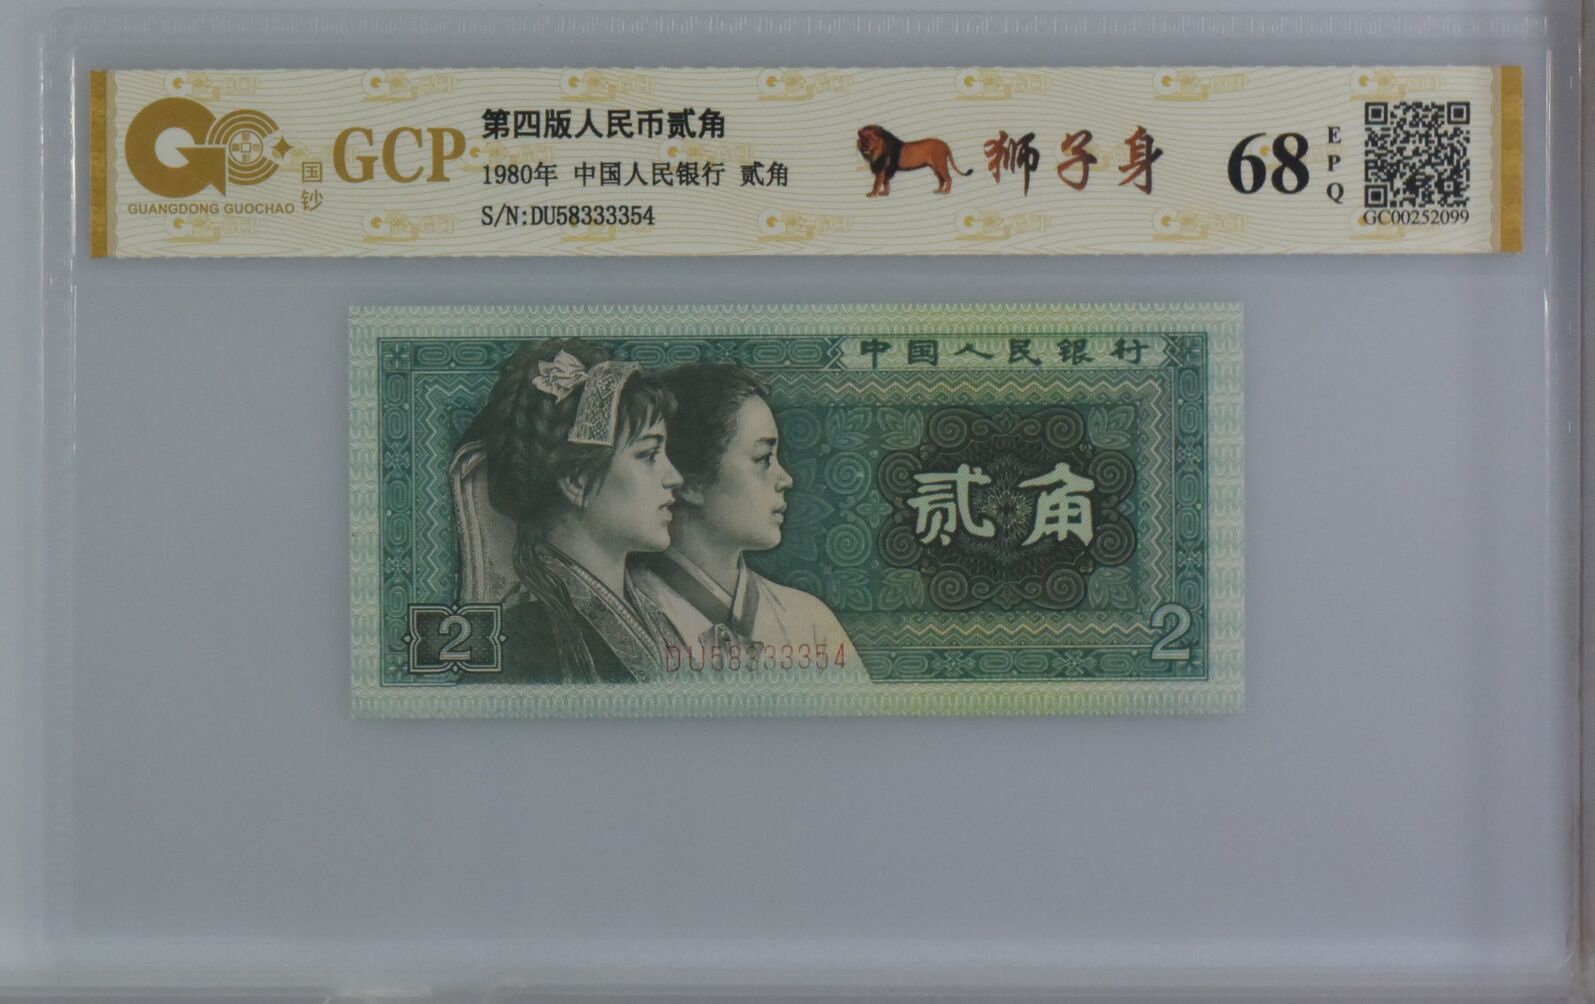 GCP
国钞
GUANGDONG GUOCHAO
第四版人民币贰角
1980年 中国人民银行 贰角
S/N:DU58333354
狮子身
68
EPQ
GC00252099
中国人民银行
贰角
2
2
DU58333354